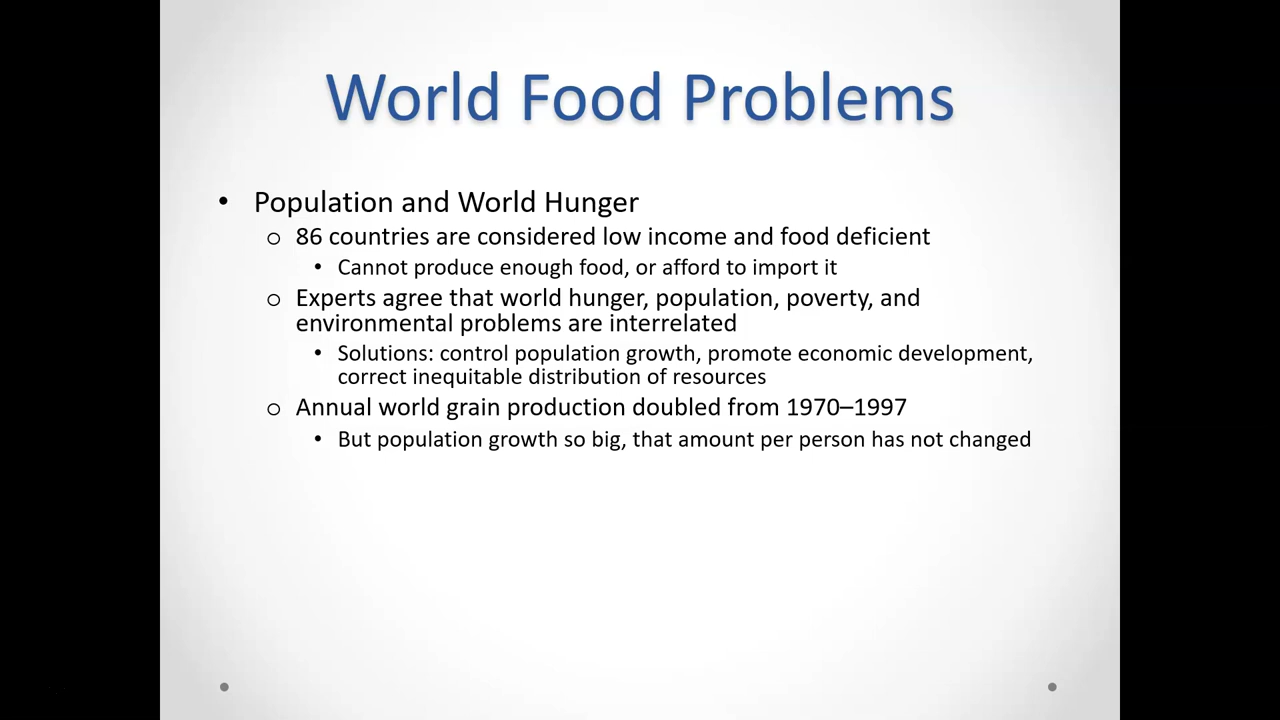 World Food Problems
• Population and World Hunger
o 86 countries are considered low income and food deficient
• Cannot produce enough food, or afford to import it
o Experts agree that world hunger, population, poverty, and
environmental problems are interrelated
• Solutions: control population growth, promote economic development,
correct inequitable distribution of resources
o Annual world grain production doubled from 1970–1997
• But population growth so big, that amount per person has not changed